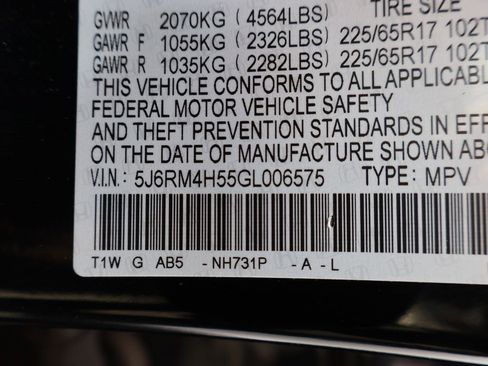 TIRE SIZE
GVWR 2070KG (4564LBS)
GAWR F 1055KG (2326LBS) 225/65R17 102T
GAWR R 1035KG (2282LBS) 225/65R17 102T
THIS VEHICLE CONFORMS TO ALL APPLICABLE
FEDERAL MOTOR VEHICLE SAFETY
AND THEFT PREVENTION STANDARDS IN EFF
ON THE DATE OF MANUFACTURE SHOWN ABO
V.I.N.: 5J6RM4H55GL006575 TYPE: MPV
T1W G AB5 - NH731P - A - L